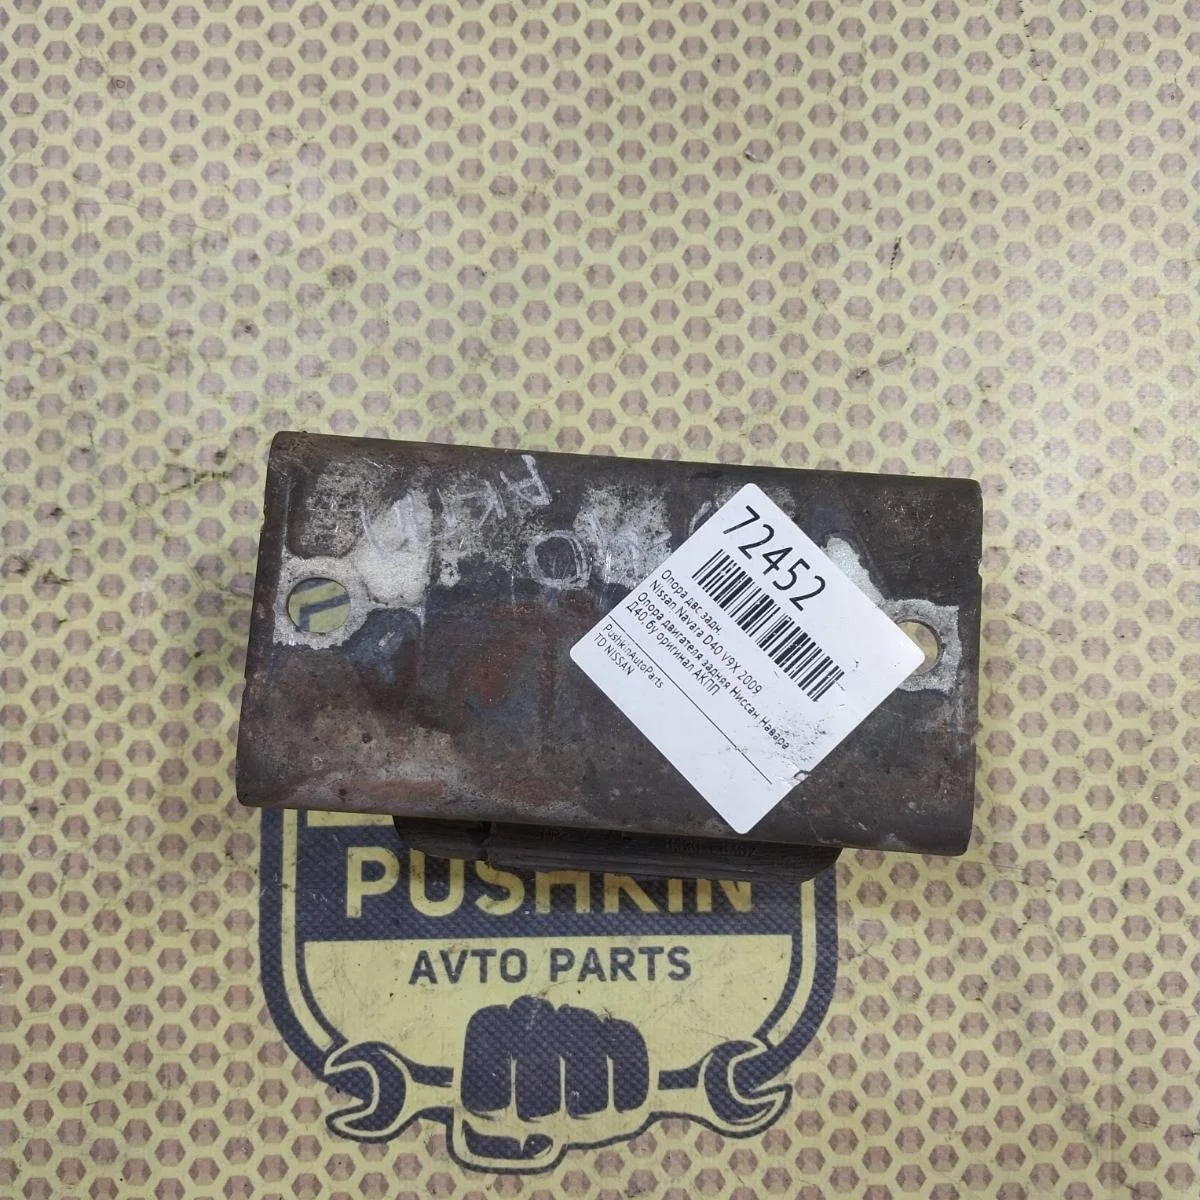 АКПП
72452
Опора двс задн.
Nissan Navara D40 V9X 2009
Опора двигателя задняя Ниссан Навара
Д40, бу оригинал АКПП
PushkinAutoParts
TD NISSAN
PUSHKIN
AVTO PARTS